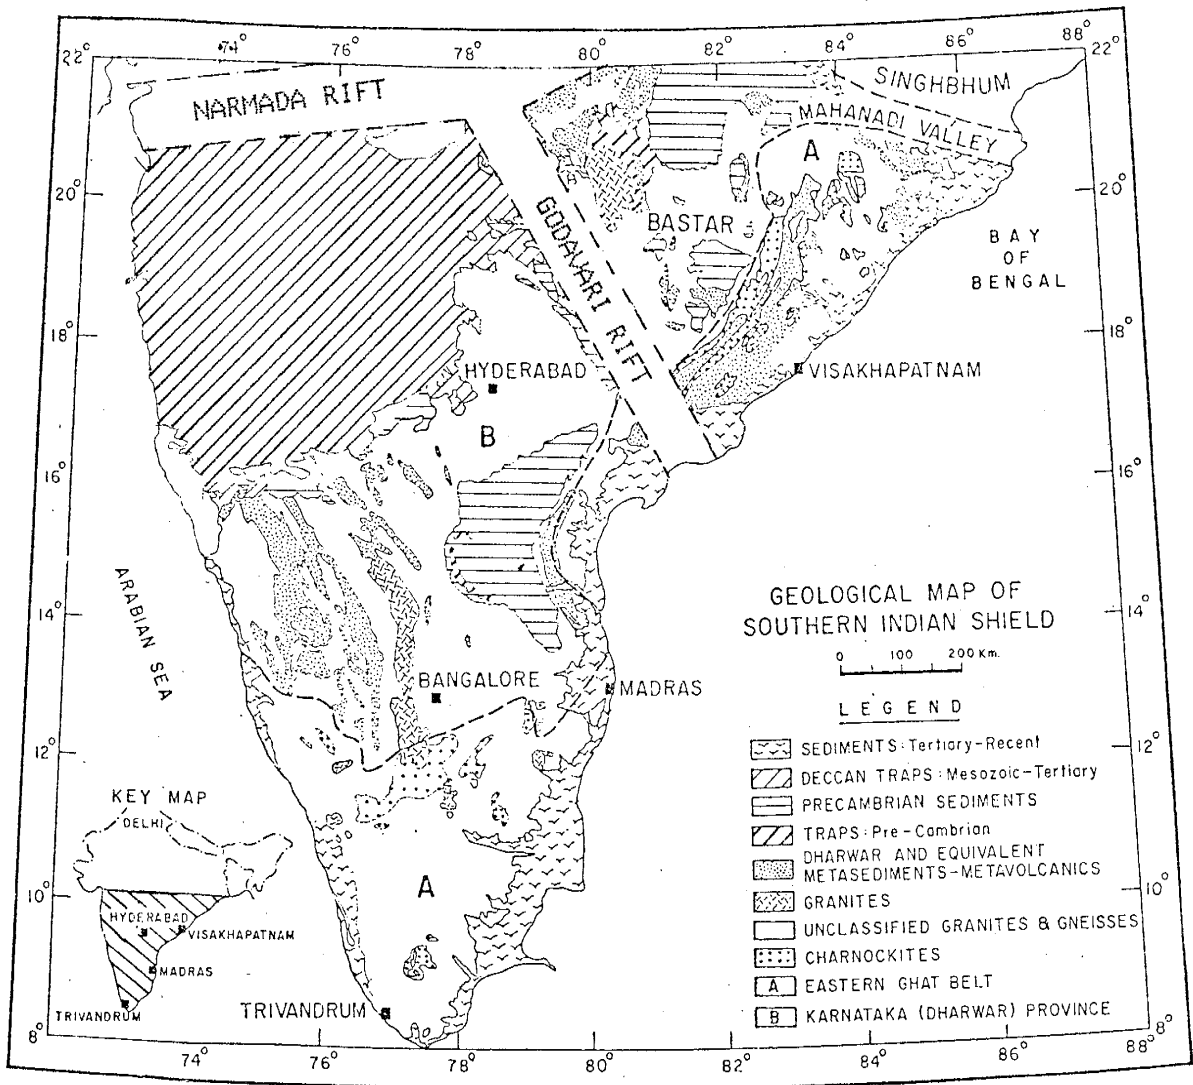 74° 76° 78° 80° 82° 84° 86° 88°
22° 22°
NARMADA RIFT
SINGHBHUM
MAHANADI VALLEY
A
20° 20°
GODAVARI RIFT
BASTAR
BAY
OF
BENGAL
18° 18°
HYDERABAD
VISAKHAPATNAM
B
16° 16°
ARABIAN SEA
14° 14°
GEOLOGICAL MAP OF
SOUTHERN INDIAN SHIELD
0 100 200 Km.
BANGALORE
MADRAS
LEGEND
12° 12°
SEDIMENTS: Tertiary-Recent
DECCAN TRAPS: Mesozoic-Tertiary
PRECAMBRIAN SEDIMENTS
TRAPS: Pre-Cambrian
DHARWAR AND EQUIVALENT
METASEDIMENTS-METAVOLCANICS
GRANITES
UNCLASSIFIED GRANITES & GNEISSES
CHARNOCKITES
A EASTERN GHAT BELT
B KARNATAKA (DHARWAR) PROVINCE
KEY MAP
DELHI
HYDERABAD
VISAKHAPATNAM
MADRAS
TRIVANDRUM
10° 10°
A
TRIVANDRUM
8° 8°
74° 76° 78° 80° 82° 84° 86° 88°